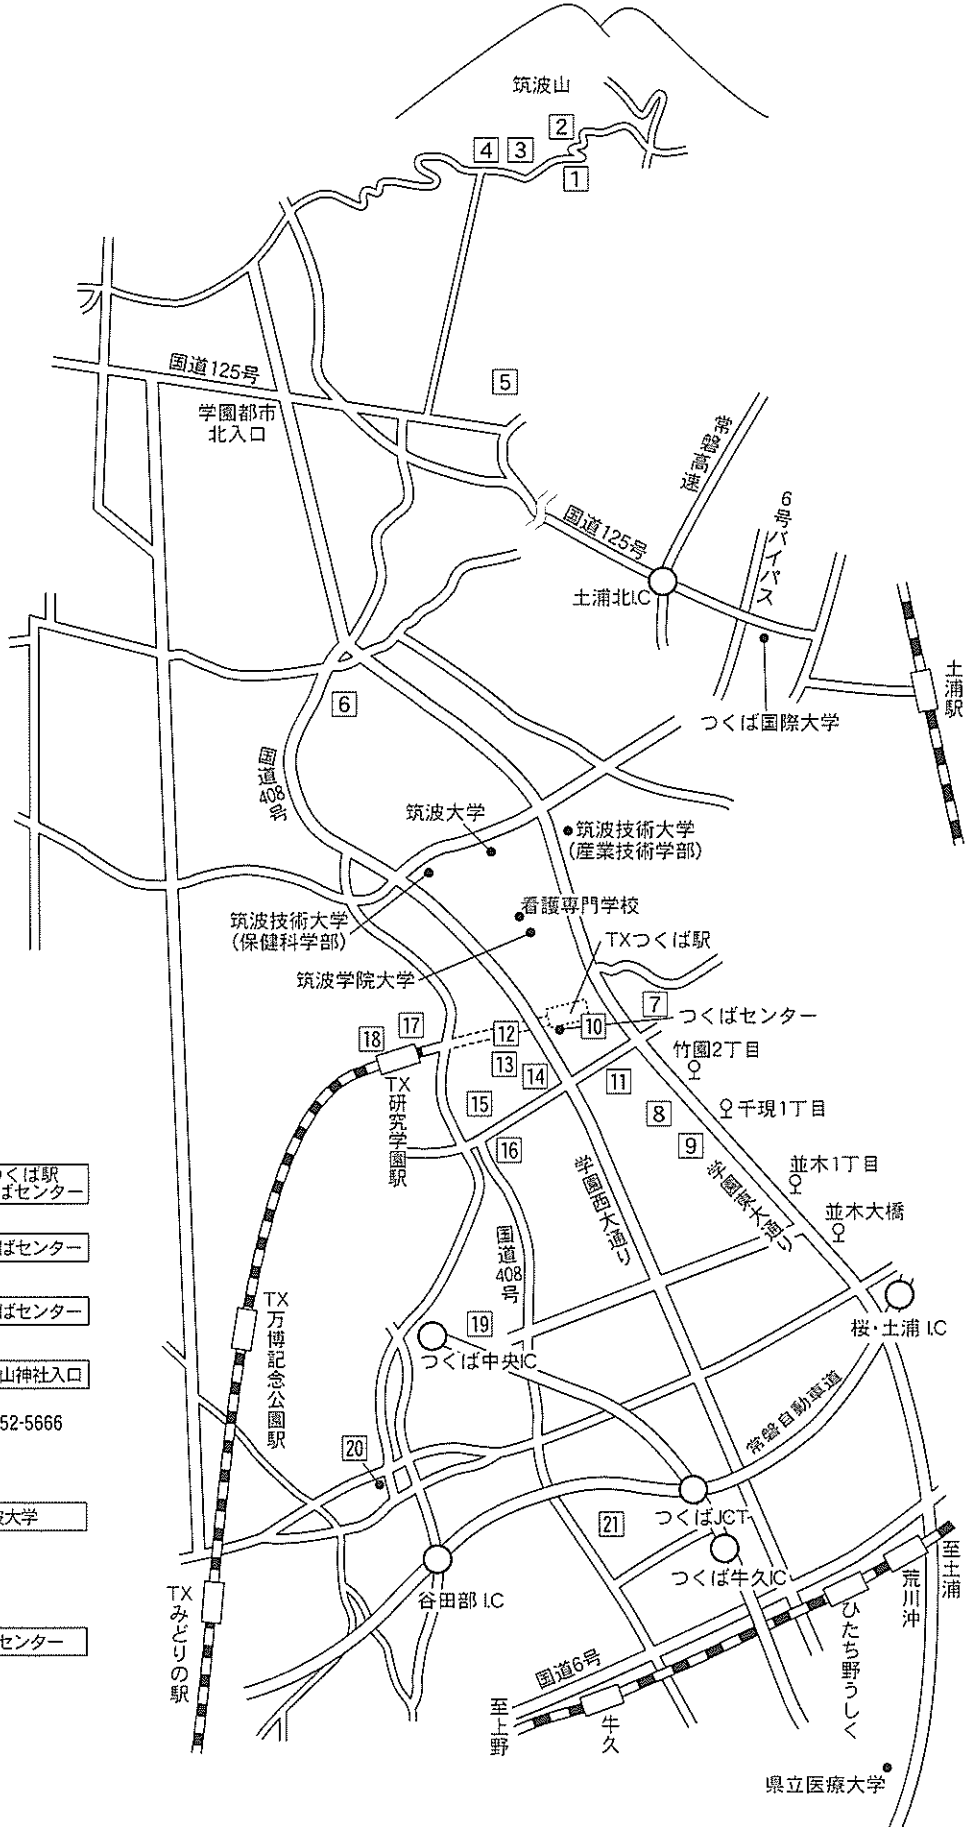 筑波山
2
4
3
1
国道125号
学園都市
北入口
5
常磐高速
6号バイパス
国道125号
土浦北I.C
土浦駅
つくば国際大学
6
国道408号
筑波大学
筑波技術大学
(産業技術学部)
筑波技術大学
(保健科学部)
看護専門学校
筑波学院大学
TXつくば駅
7
つくばセンター
10
12
17
18
TX研究学園駅
13
14
11
竹園2丁目
15
8
千現1丁目
16
9
並木1丁目
並木大橋
学園西大通り
学園東大通り
国道408号
つくば駅
ばセンター
ばセンター
ばセンター
山神社入口
52-5666
大学
センター
TX万博記念公園駅
19
つくば中央IC
桜・土浦 I.C
常磐自動車道
20
つくばJCT
21
つくば牛久IC
谷田部 I.C
TXみどりの駅
国道6号
至上野
牛久
ひたち野うしく
荒川沖
至土浦
県立医療大学